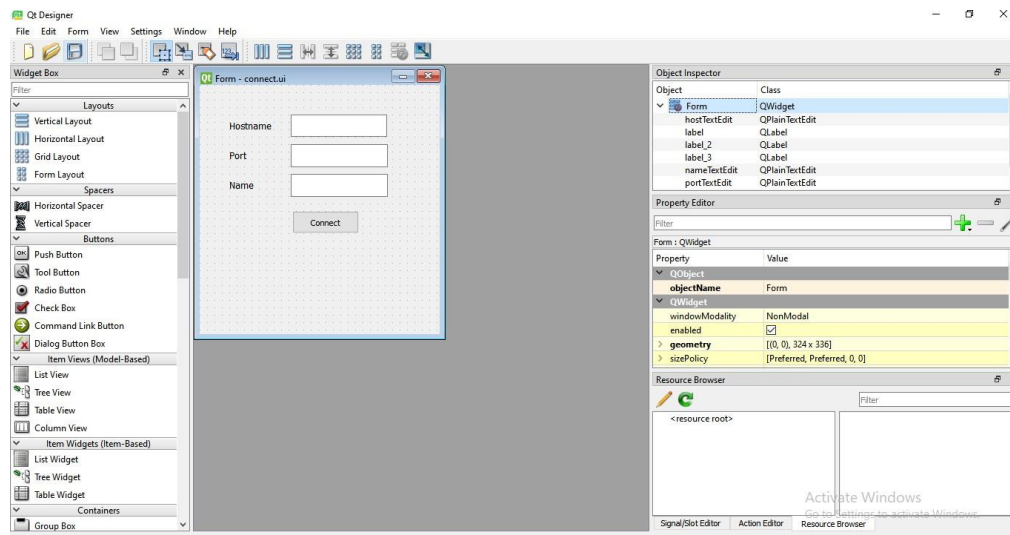 Qt Designer
File Edit Form View Settings Window Help
Widget Box
Filter
Layouts
Vertical Layout
Horizontal Layout
Grid Layout
Form Layout
Spacers
Horizontal Spacer
Vertical Spacer
Buttons
Push Button
Tool Button
Radio Button
Check Box
Command Link Button
Dialog Button Box
Item Views (Model-Based)
List View
Tree View
Table View
Column View
Item Widgets (Item-Based)
List Widget
Tree Widget
Table Widget
Containers
Group Box
Form - connect.ui
Hostname
Port
Name
Connect
Object Inspector
Object Class
Form QWidget
hostTextEdit QPlainTextEdit
label QLabel
label_2 QLabel
label_3 QLabel
nameTextEdit QPlainTextEdit
portTextEdit QPlainTextEdit
Property Editor
Filter
Form : QWidget
Property Value
QObject
objectName Form
QWidget
windowModality NonModal
enabled
geometry [(0, 0), 324 x 336]
sizePolicy [Preferred, Preferred, 0, 0]
Resource Browser
Filter
<resource root>
Activate Windows
Go to Settings to activate Windows.
Signal/Slot Editor Action Editor Resource Browser